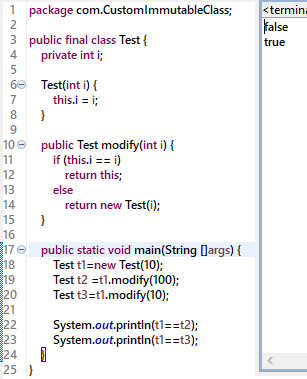 1 package com.CustomImmutableClass;
2
3 public final class Test {
4 private int i;
5
6 Test(int i) {
7 this.i = i;
8 }
9
10 public Test modify(int i) {
11 if (this.i == i)
12 return this;
13 else
14 return new Test(i);
15 }
16
17 public static void main(String []args) {
18 Test t1=new Test(10);
19 Test t2 =t1.modify(100);
20 Test t3=t1.modify(10);
21
22 System.out.println(t1==t2);
23 System.out.println(t1==t3);
24 }
25 }
<termina
false
true